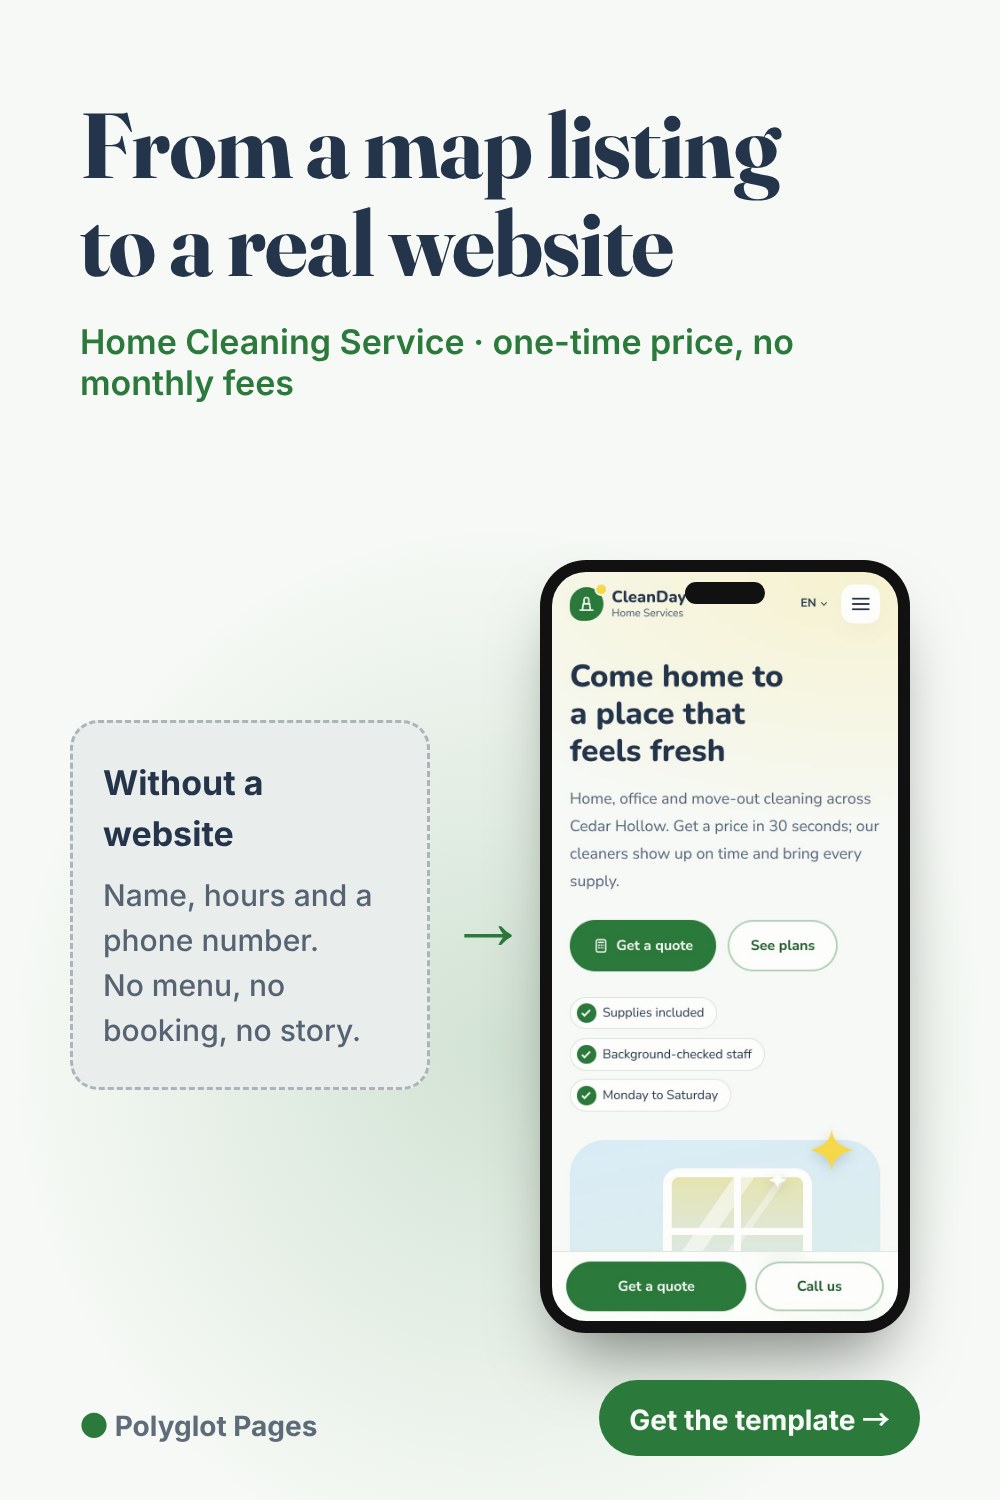 From a map listing
to a real website
Home Cleaning Service · one-time price, no
monthly fees
Without a
website
Name, hours and a
phone number.
No menu, no
booking, no story.
→
CleanDay
Home Services
EN
Come home to
a place that
feels fresh
Home, office and move-out cleaning across
Cedar Hollow. Get a price in 30 seconds; our
cleaners show up on time and bring every
supply.
Get a quote
See plans
Supplies included
Background-checked staff
Monday to Saturday
Get a quote
Call us
Polyglot Pages
Get the template →